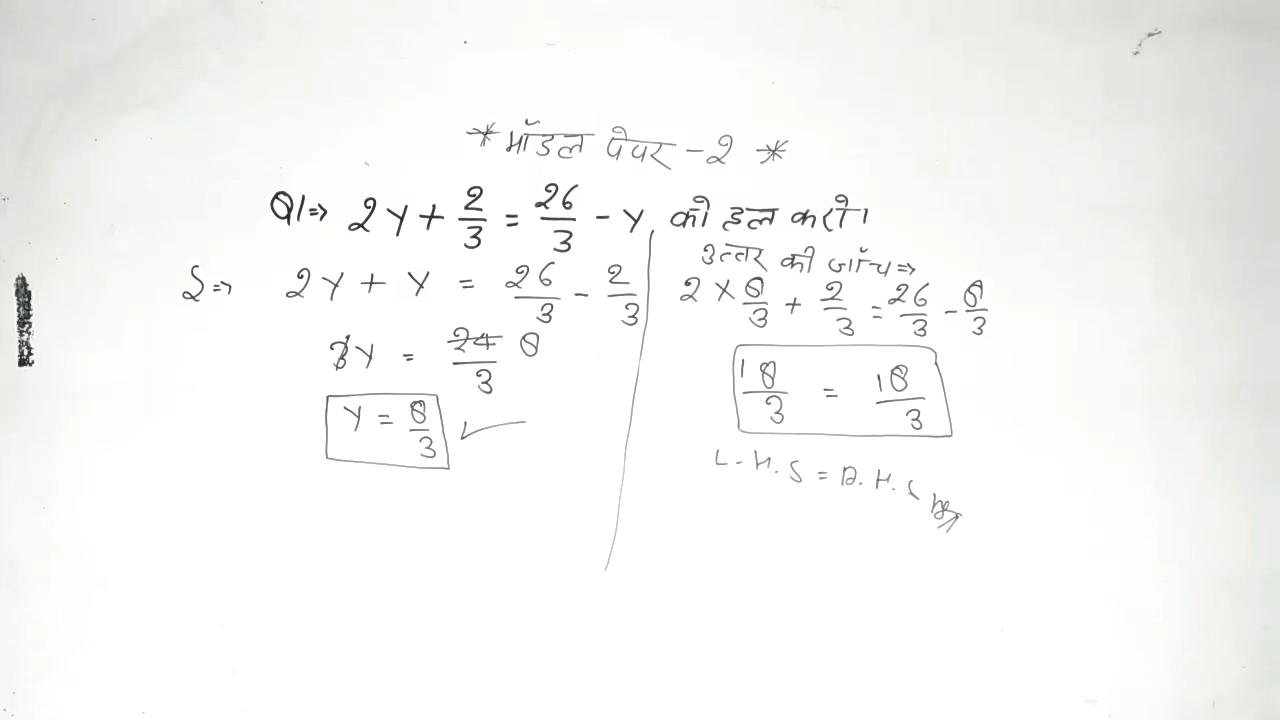 * मॉडल पेपर - 2 *
Q1⇒ 2y + 2/3 = 26/3 - y, को हल करो।
S⇒ 2y + y = 26/3 - 2/3
3y = 24/3 8
y = 8/3 ✓
उत्तर की जाँच⇒
2 × 8/3 + 2/3 = 26/3 - 8/3
18/3 = 18/3
L.H.S = R.H.S